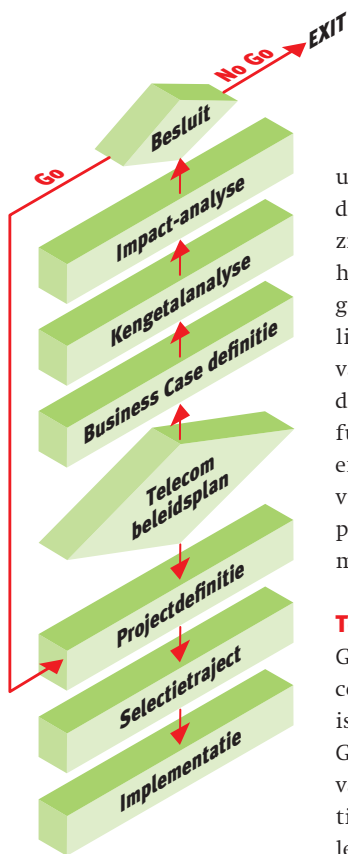 EXIT
No Go
Besluit
Go
Impact-analyse
Kengetalanalyse
Business Case definitie
Telecom
beleidsplan
Projectdefinitie
Selectietraject
Implementatie